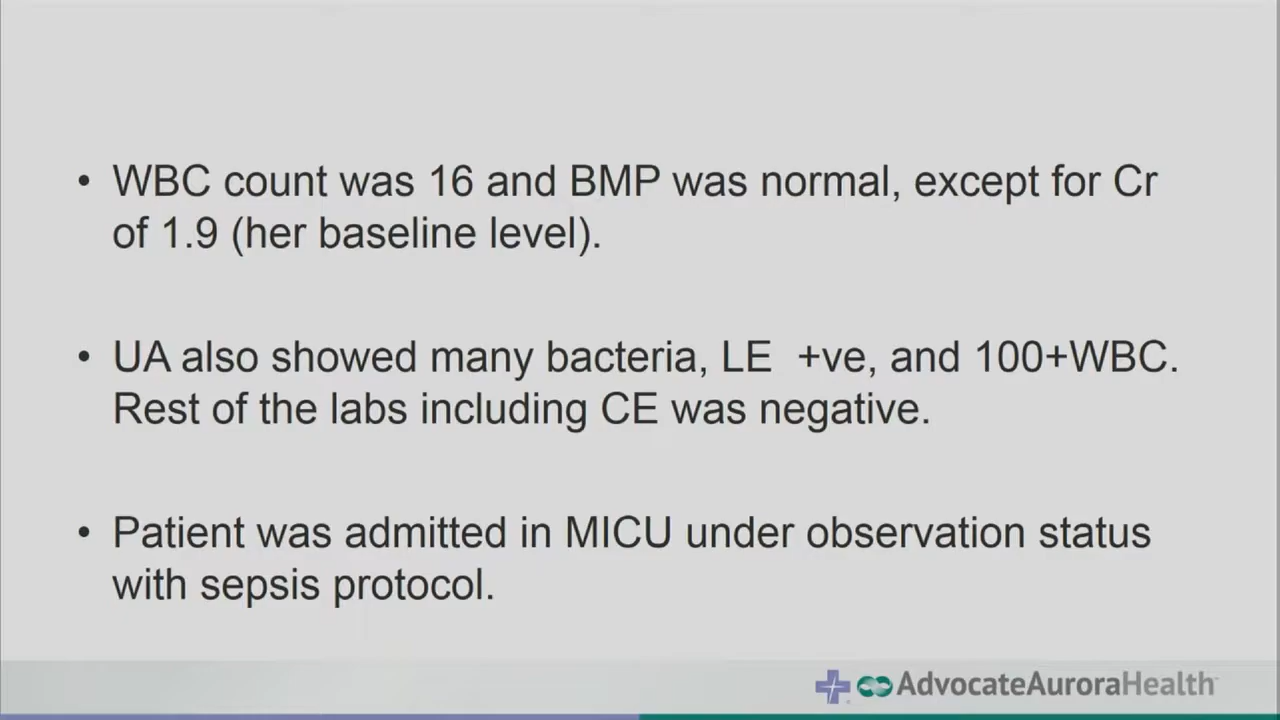 • WBC count was 16 and BMP was normal, except for Cr
of 1.9 (her baseline level).
• UA also showed many bacteria, LE  +ve, and 100+WBC.
Rest of the labs including CE was negative.
• Patient was admitted in MICU under observation status
with sepsis protocol.
AdvocateAuroraHealth